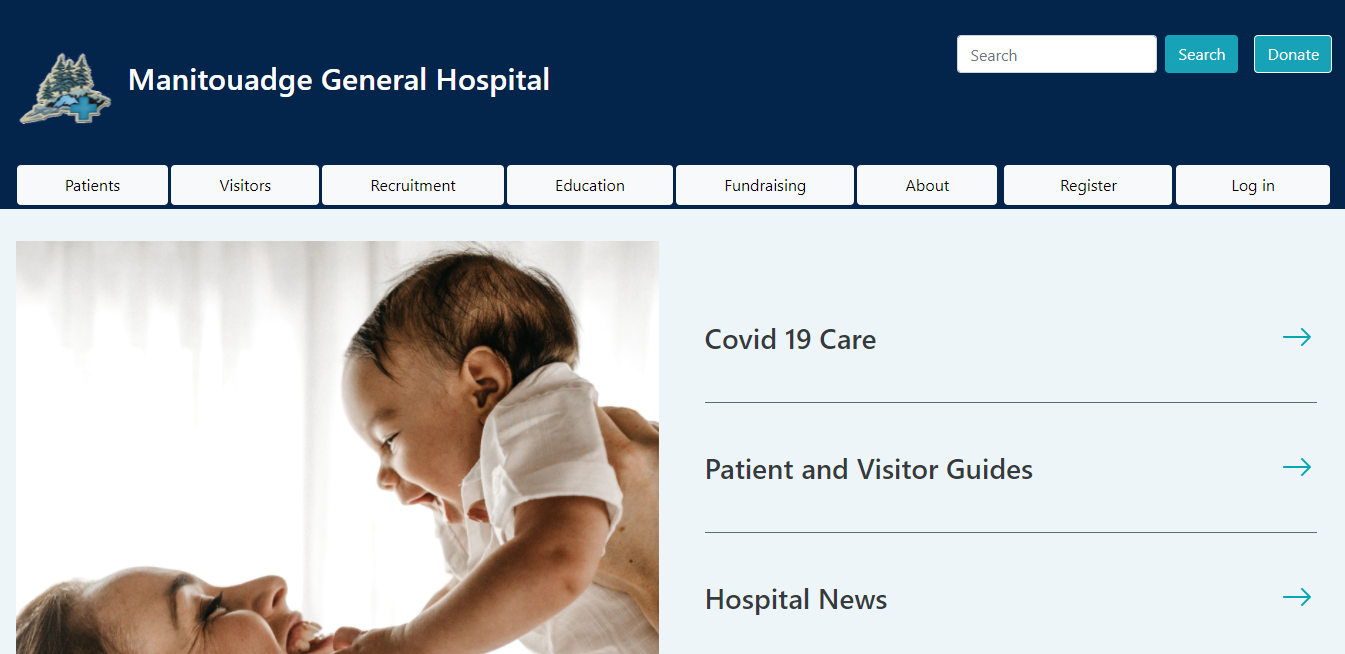 Search
Search
Donate
Manitouadge General Hospital
Patients
Visitors
Recruitment
Education
Fundraising
About
Register
Log in
Covid 19 Care
Patient and Visitor Guides
Hospital News